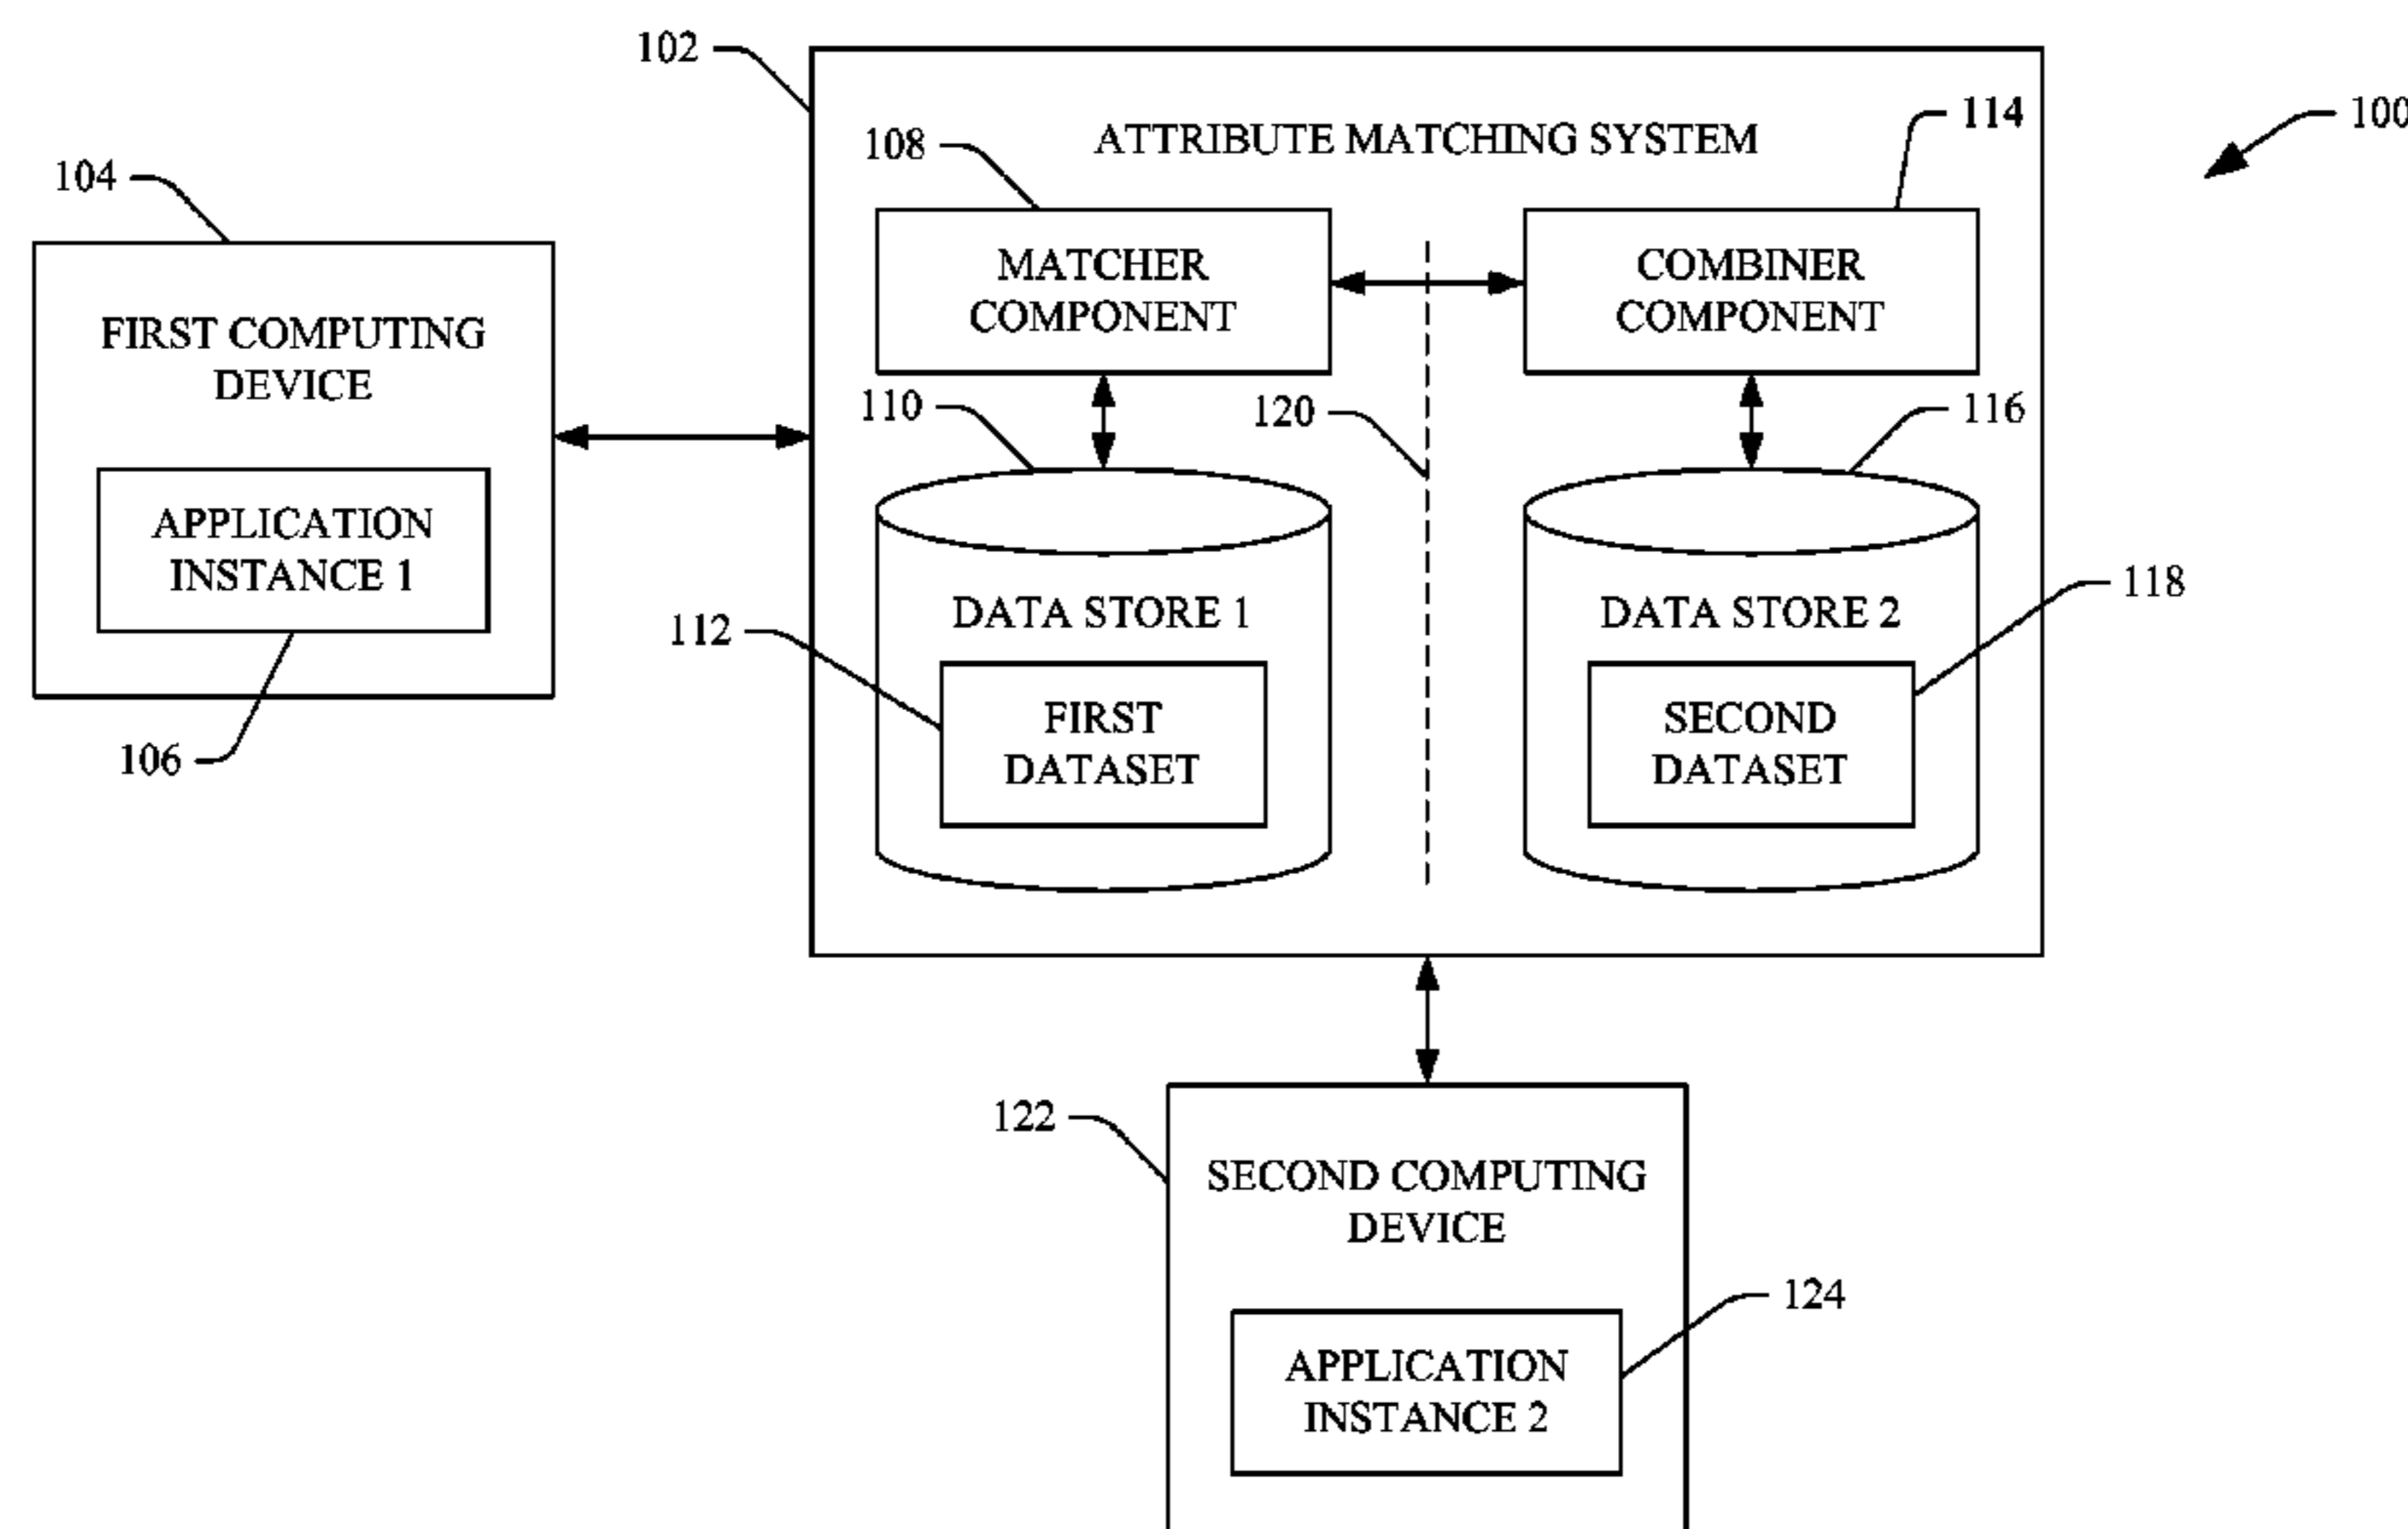 102
100
114
ATTRIBUTE MATCHING SYSTEM
108
104
MATCHER
COMPONENT
COMBINER
COMPONENT
FIRST COMPUTING
DEVICE
110
120
116
APPLICATION
INSTANCE 1
118
DATA STORE 1
DATA STORE 2
112
FIRST
DATASET
SECOND
DATASET
106
122
SECOND COMPUTING
DEVICE
124
APPLICATION
INSTANCE 2